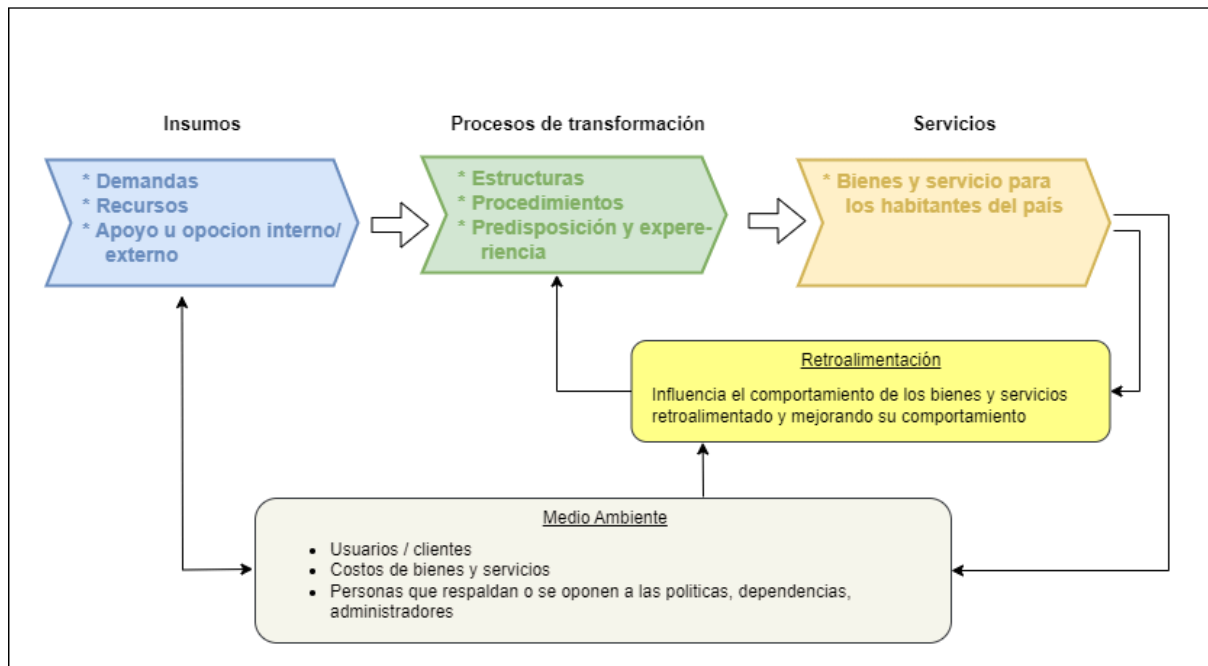 Insumos
Procesos de transformación
Servicios
* Demandas
* Recursos
* Apoyo u opocion interno/
externo
* Estructuras
* Procedimientos
* Predisposición y expere-
riencia
* Bienes y servicio para
los habitantes del país
Retroalimentación
Influencia el comportamiento de los bienes y servicios
retroalimentado y mejorando su comportamiento
Medio Ambiente
• Usuarios / clientes
• Costos de bienes y servicios
• Personas que respaldan o se oponen a las politicas, dependencias,
administradores